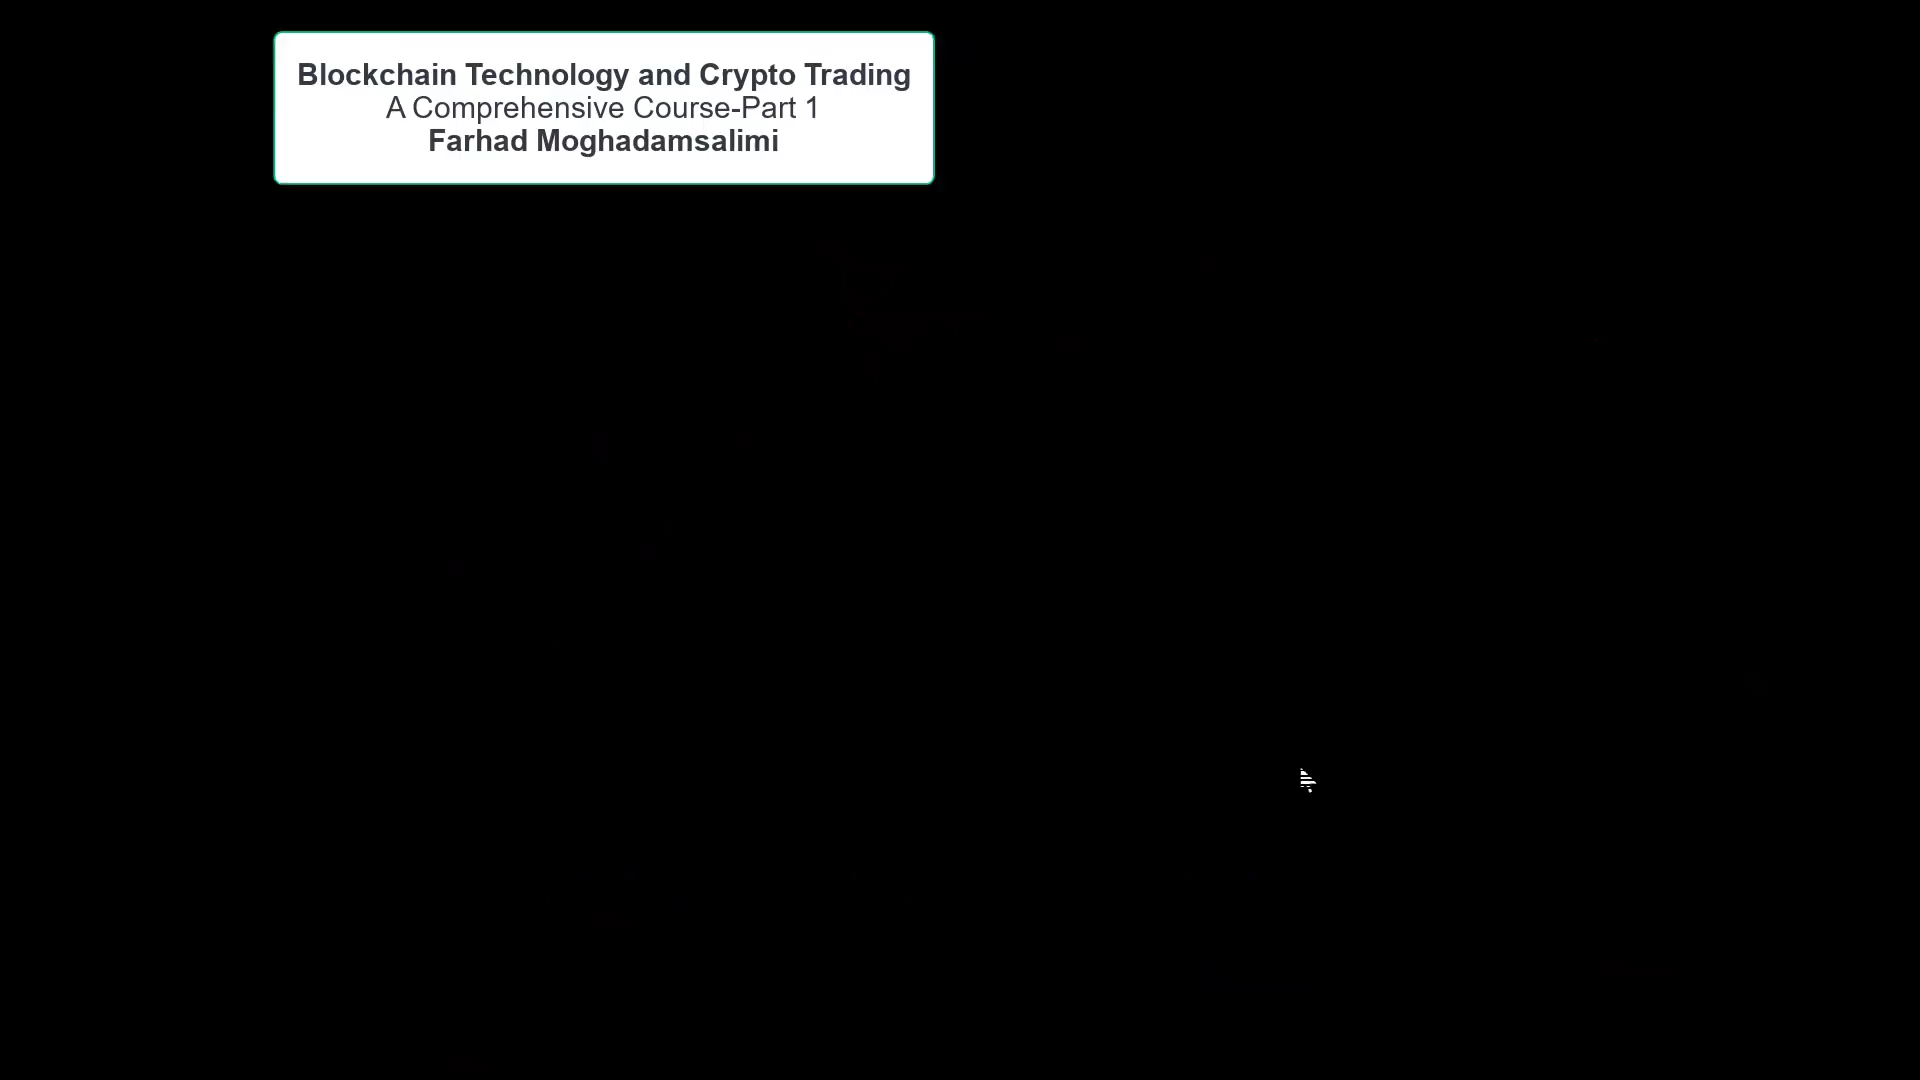 Blockchain Technology and Crypto Trading
A Comprehensive Course-Part 1
Farhad Moghadamsalimi